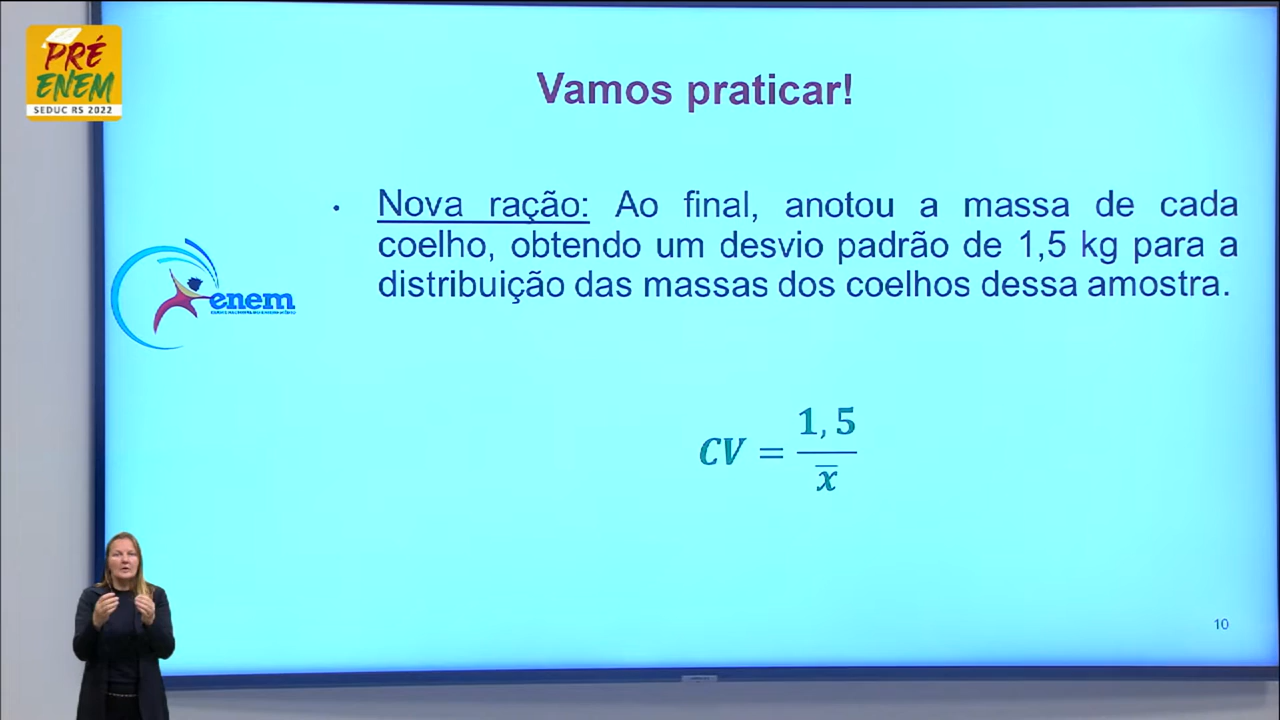 PRÉ
ENEM
SEDUC RS 2022
Vamos praticar!
• Nova ração: Ao final, anotou a massa de cada
coelho, obtendo um desvio padrão de 1,5 kg para a
distribuição das massas dos coelhos dessa amostra.
enem
CV = 1,5 / x̅
10